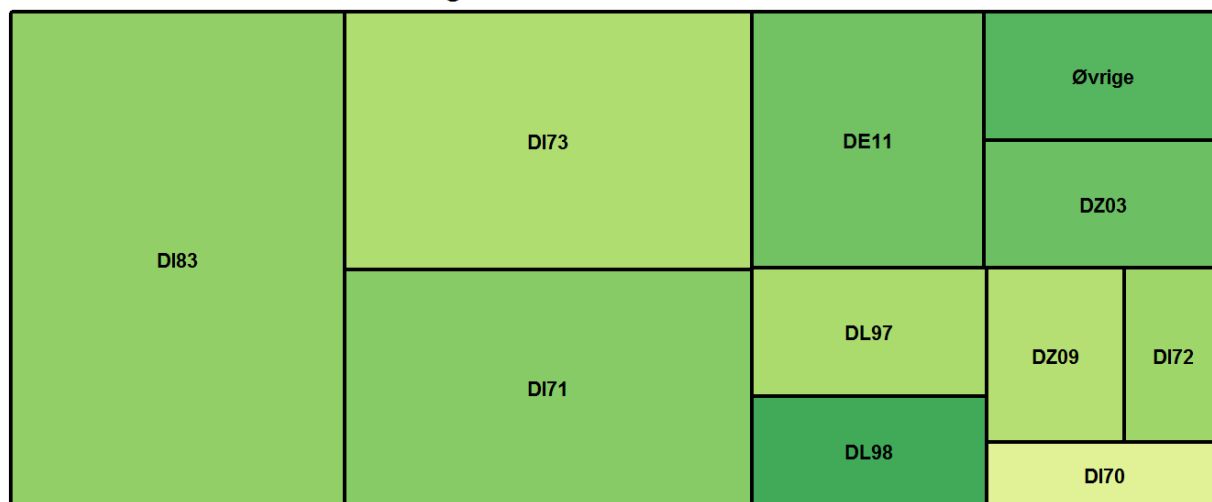 DI83
DI73
DI71
DE11
Øvrige
DZ03
DL97
DL98
DZ09
DI72
DI70